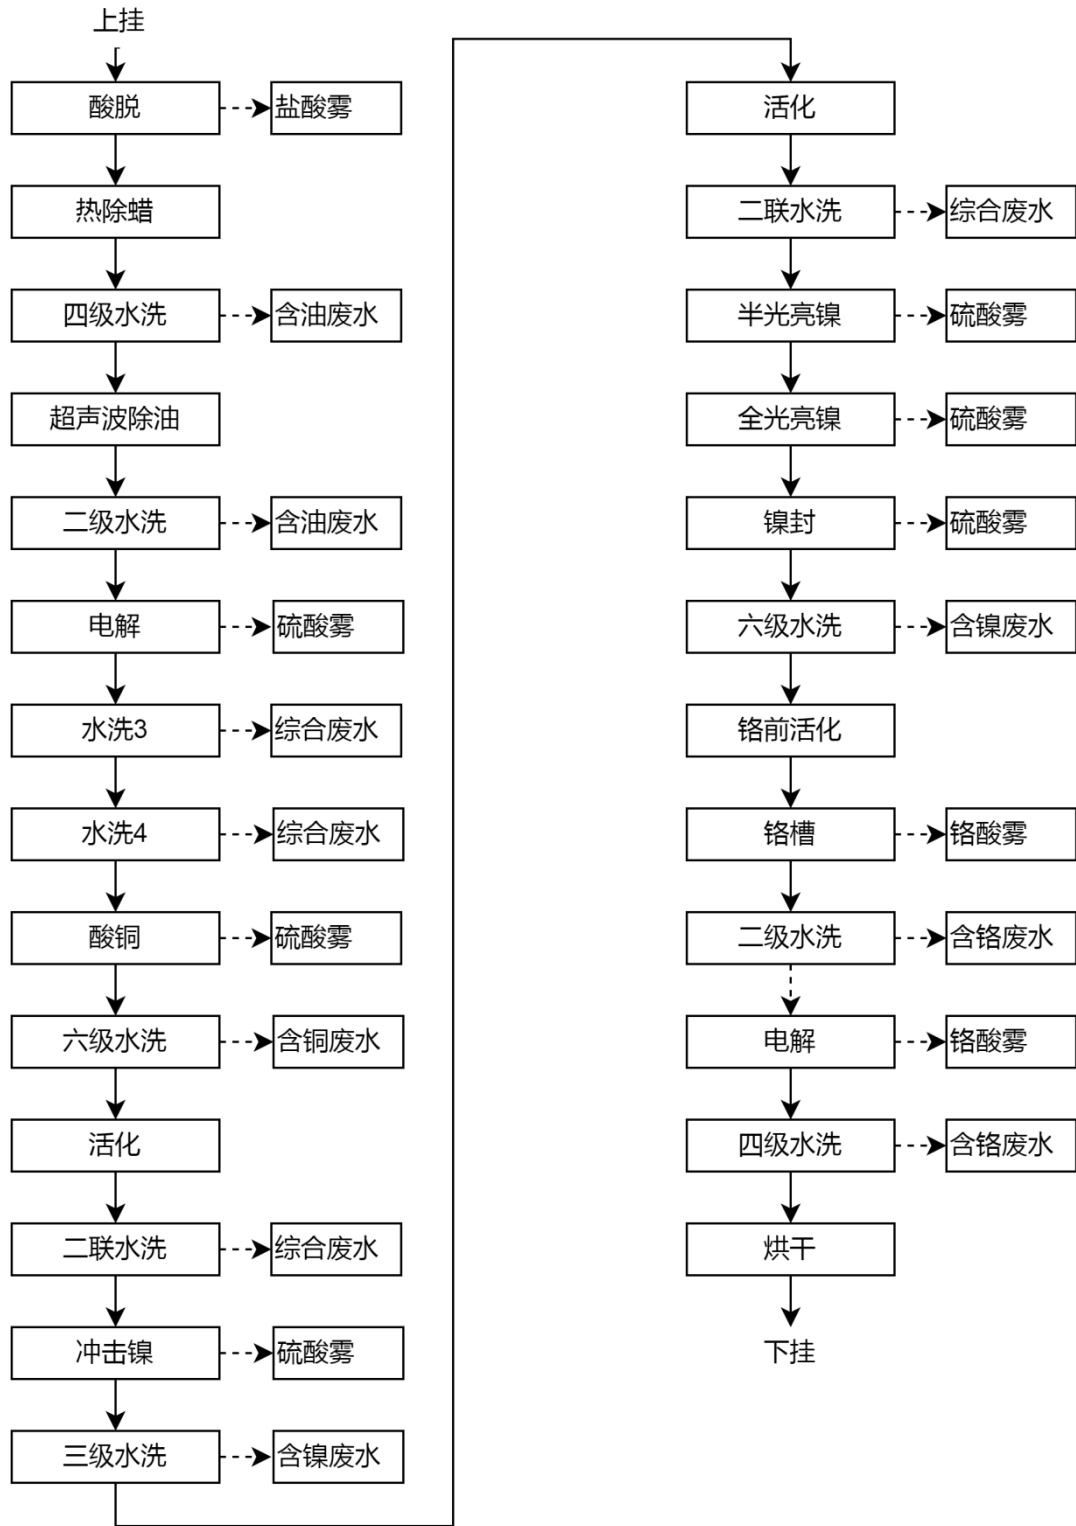 上挂
酸脱
盐酸雾
热除蜡
四级水洗
含油废水
超声波除油
二级水洗
含油废水
电解
硫酸雾
水洗3
综合废水
水洗4
综合废水
酸铜
硫酸雾
六级水洗
含铜废水
活化
二联水洗
综合废水
冲击镍
硫酸雾
三级水洗
含镍废水
活化
二联水洗
综合废水
半光亮镍
硫酸雾
全光亮镍
硫酸雾
镍封
硫酸雾
六级水洗
含镍废水
铬前活化
铬槽
铬酸雾
二级水洗
含铬废水
电解
铬酸雾
四级水洗
含铬废水
烘干
下挂